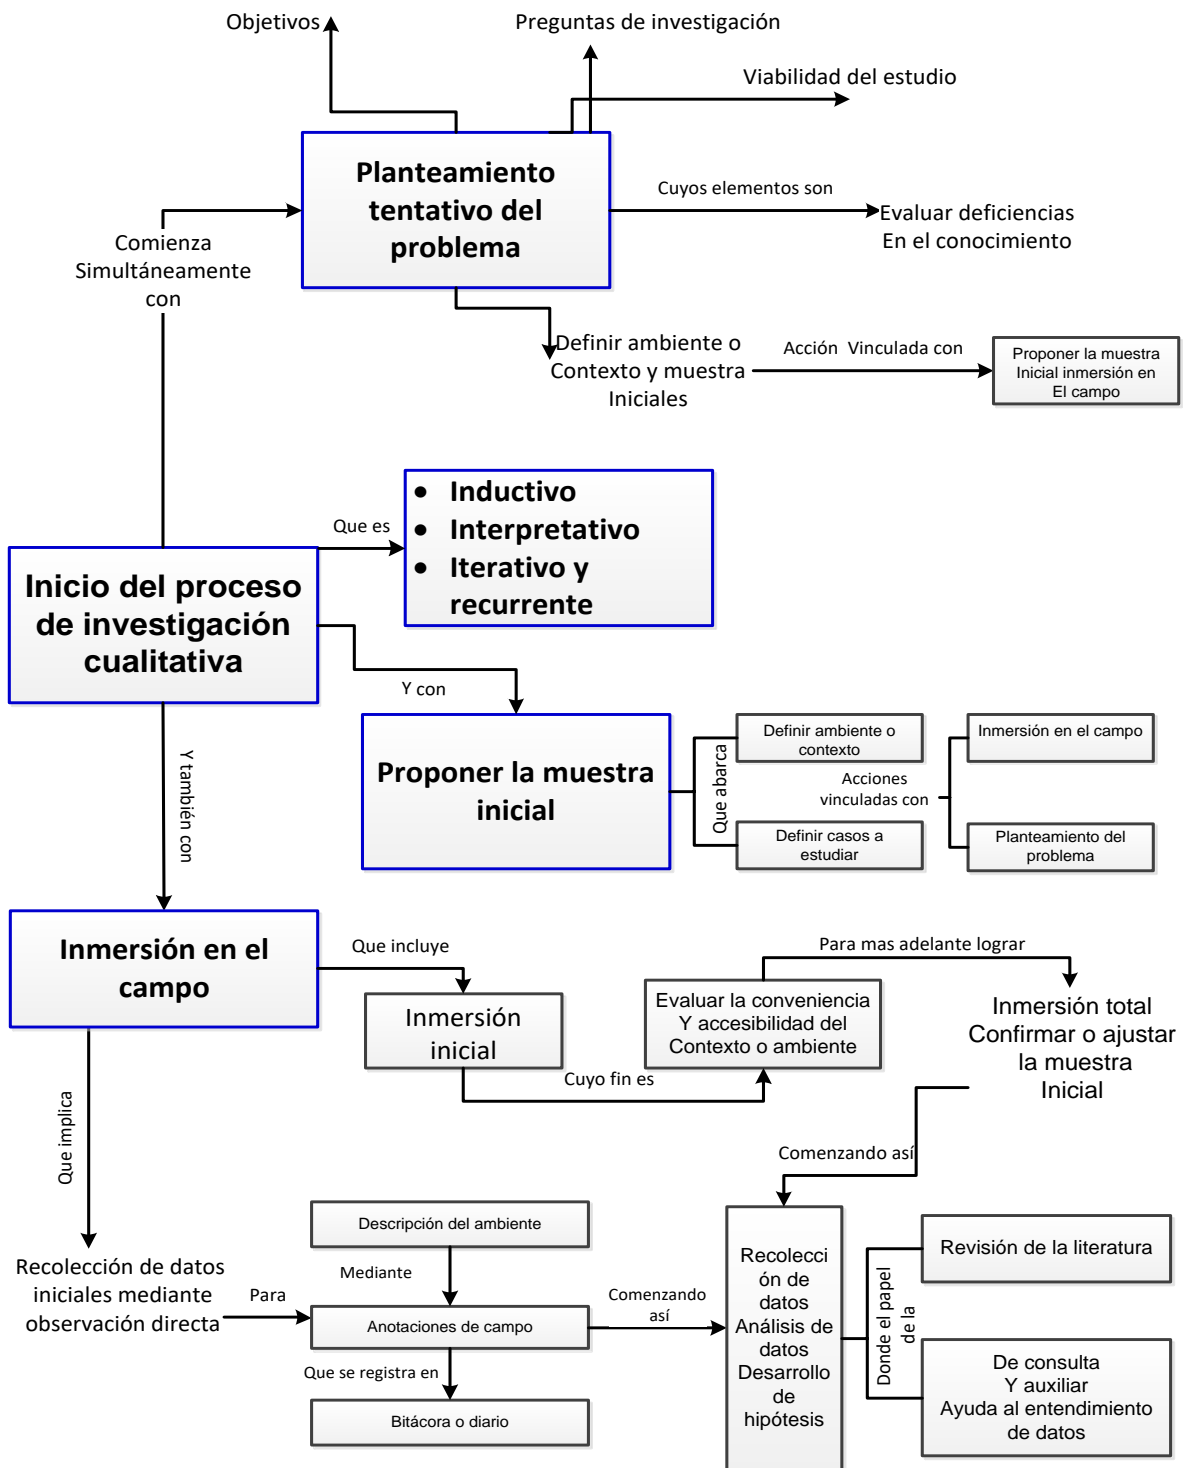 Objetivos
Preguntas de investigación
Viabilidad del estudio
Planteamiento
tentativo del
problema
Cuyos elementos son
Evaluar deficiencias
En el conocimiento
Comienza
Simultáneamente
con
Definir ambiente o
Contexto y muestra
Iniciales
Acción Vinculada con
Proponer la muestra
Inicial inmersión en
El campo
• Inductivo
• Interpretativo
• Iterativo y
recurrente
Que es
Inicio del proceso
de investigación
cualitativa
Y con
Proponer la muestra
inicial
Que abarca
Definir ambiente o
contexto
Definir casos a
estudiar
Acciones
vinculadas con
Inmersión en el campo
Planteamiento del
problema
Y también con
Inmersión en el
campo
Que incluye
Inmersión
inicial
Cuyo fin es
Evaluar la conveniencia
Y accesibilidad del
Contexto o ambiente
Para mas adelante lograr
Inmersión total
Confirmar o ajustar
la muestra
Inicial
Comenzando así
Que implica
Recolección de datos
iniciales mediante
observación directa
Para
Descripción del ambiente
Mediante
Anotaciones de campo
Que se registra en
Bitácora o diario
Comenzando
así
Recolecci
ón de
datos
Análisis de
datos
Desarrollo
de
hipótesis
Donde el papel
de la
Revisión de la literatura
De consulta
Y auxiliar
Ayuda al entendimiento
de datos